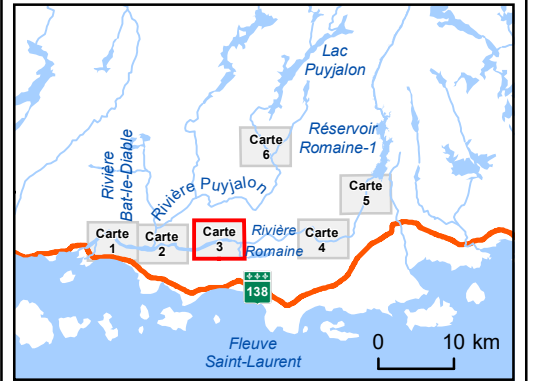 Lac
Puyjalon
Réservoir
Romaine-1
Carte
6
Rivière
Bat-le-Diable
Rivière Puyjalon
Carte
5
Carte
1
Carte
2
Carte
3
Rivière
Romaine
Carte
4
138
Fleuve
Saint-Laurent
0 10 km